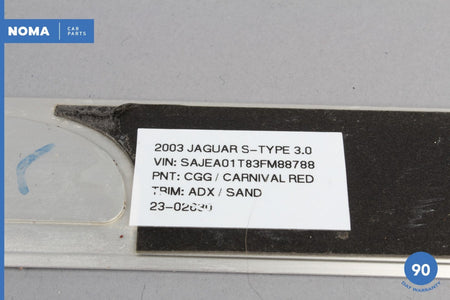 NOMA CAR PARTS
2003 JAGUAR S-TYPE 3.0
VIN: SAJEA01T83FM88788
PNT: CGG / CARNIVAL RED
TRIM: ADX / SAND
23-02630
90
DAY WARRANTY